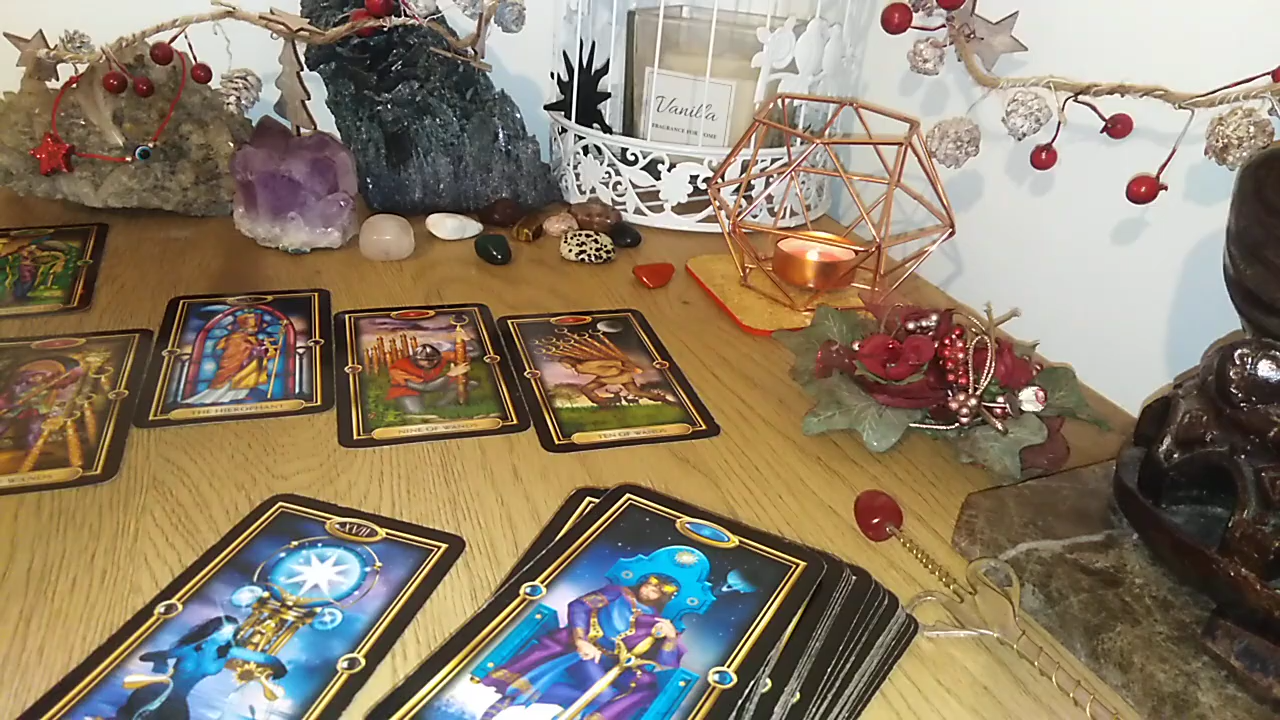 Vanilla
FRAGRANCE FOR HOME
THE HIEROPHANT
NINE OF WANDS
TEN OF WANDS
XVII